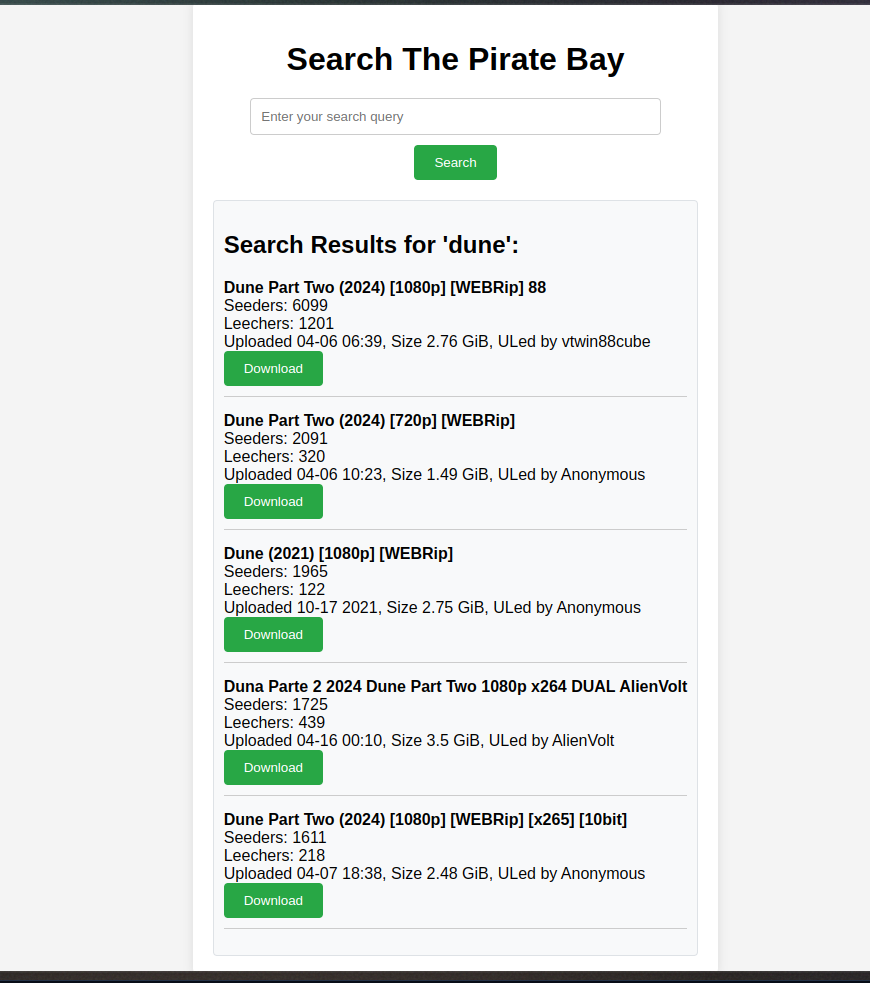 Search The Pirate Bay
Enter your search query
Search
Search Results for 'dune':
Dune Part Two (2024) [1080p] [WEBRip] 88
Seeders: 6099
Leechers: 1201
Uploaded 04-06 06:39, Size 2.76 GiB, ULed by vtwin88cube
Download
Dune Part Two (2024) [720p] [WEBRip]
Seeders: 2091
Leechers: 320
Uploaded 04-06 10:23, Size 1.49 GiB, ULed by Anonymous
Download
Dune (2021) [1080p] [WEBRip]
Seeders: 1965
Leechers: 122
Uploaded 10-17 2021, Size 2.75 GiB, ULed by Anonymous
Download
Duna Parte 2 2024 Dune Part Two 1080p x264 DUAL AlienVolt
Seeders: 1725
Leechers: 439
Uploaded 04-16 00:10, Size 3.5 GiB, ULed by AlienVolt
Download
Dune Part Two (2024) [1080p] [WEBRip] [x265] [10bit]
Seeders: 1611
Leechers: 218
Uploaded 04-07 18:38, Size 2.48 GiB, ULed by Anonymous
Download